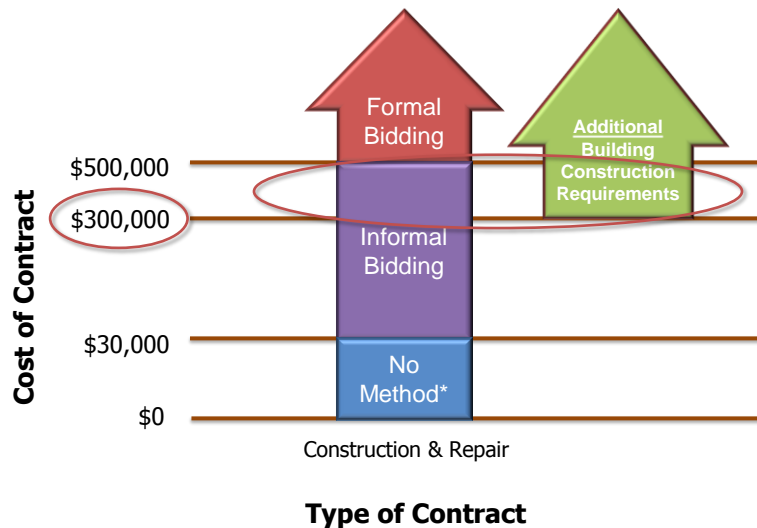 Formal
Bidding
Additional
Building
Construction
Requirements
$500,000
$300,000
Informal
Bidding
$30,000
No
Method*
$0
Cost of Contract
Construction & Repair
Type of Contract